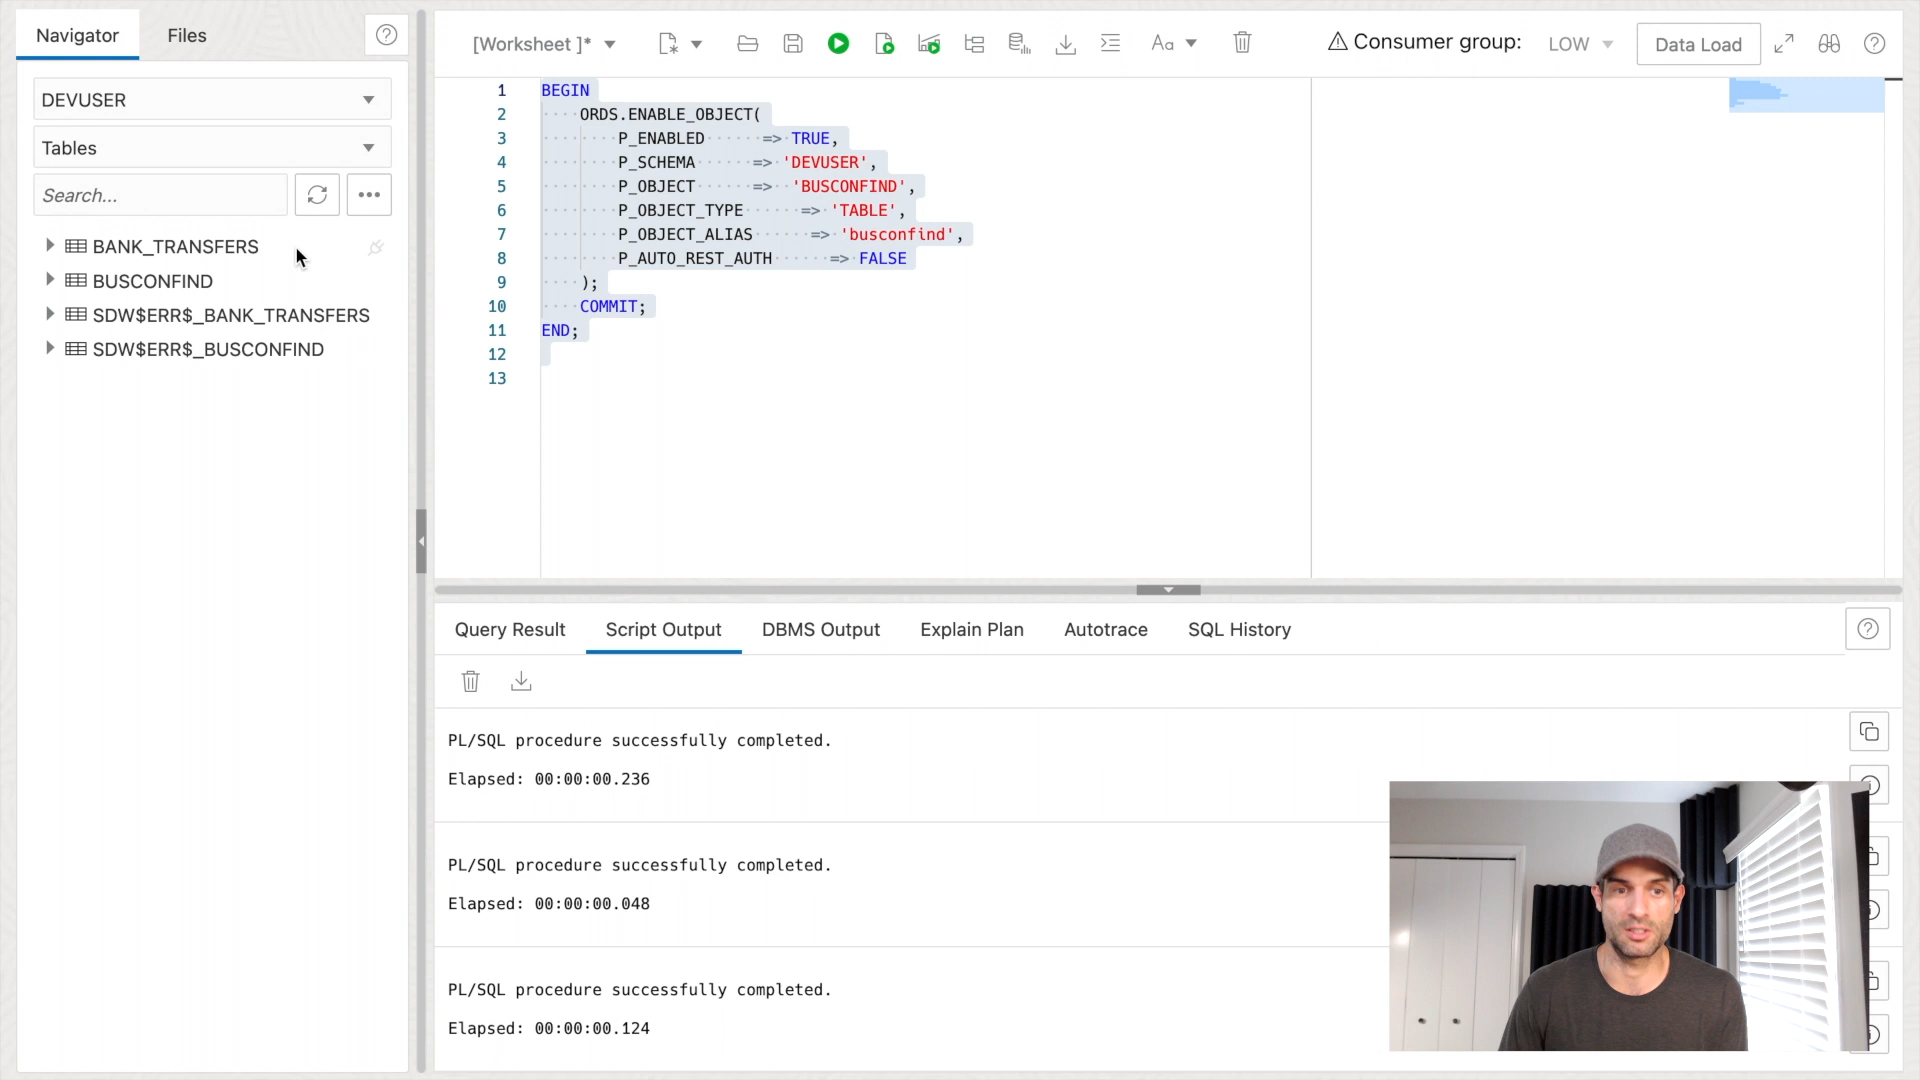 Navigator
Files
DEVUSER
Tables
Search...
BANK_TRANSFERS
BUSCONFIND
SDW$ERR$_BANK_TRANSFERS
SDW$ERR$_BUSCONFIND
[Worksheet ]*
Aa
Consumer group:
LOW
Data Load
1 BEGIN
2 ORDS.ENABLE_OBJECT(
3 P_ENABLED => TRUE,
4 P_SCHEMA => 'DEVUSER',
5 P_OBJECT => 'BUSCONFIND',
6 P_OBJECT_TYPE => 'TABLE',
7 P_OBJECT_ALIAS => 'busconfind',
8 P_AUTO_REST_AUTH => FALSE
9 );
10 COMMIT;
11 END;
12
13
Query Result
Script Output
DBMS Output
Explain Plan
Autotrace
SQL History
PL/SQL procedure successfully completed.
Elapsed: 00:00:00.236
PL/SQL procedure successfully completed.
Elapsed: 00:00:00.048
PL/SQL procedure successfully completed.
Elapsed: 00:00:00.124